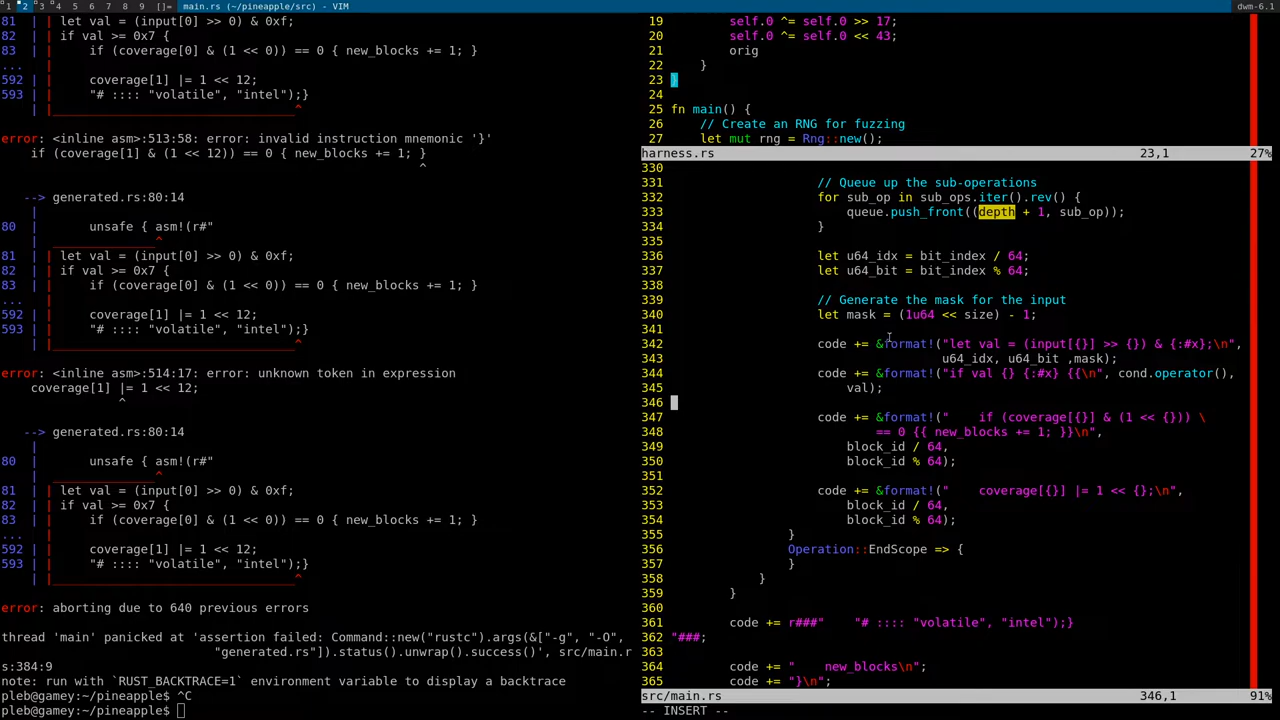 1 2 3 4 5 6 7 8 9 []= main.rs (~/pineapple/src) - VIM dwm-6.1
81 | | let val = (input[0] >> 0) & 0xf;
82 | | if val >= 0x7 {
83 | |     if (coverage[0] & (1 << 0)) == 0 { new_blocks += 1; }
... |
592 | |     coverage[1] |= 1 << 12;
593 | |     "# :::: "volatile", "intel");}
| |_________________________________^
error: <inline asm>:513:58: error: invalid instruction mnemonic '}'
    if (coverage[1] & (1 << 12)) == 0 { new_blocks += 1; }
^
--> generated.rs:80:14
|
80 |       unsafe { asm!(r#"
| ______________^
81 | | let val = (input[0] >> 0) & 0xf;
82 | | if val >= 0x7 {
83 | |     if (coverage[0] & (1 << 0)) == 0 { new_blocks += 1; }
... |
592 | |     coverage[1] |= 1 << 12;
593 | |     "# :::: "volatile", "intel");}
| |_________________________________^
error: <inline asm>:514:17: error: unknown token in expression
    coverage[1] |= 1 << 12;
^
--> generated.rs:80:14
|
80 |       unsafe { asm!(r#"
| ______________^
81 | | let val = (input[0] >> 0) & 0xf;
82 | | if val >= 0x7 {
83 | |     if (coverage[0] & (1 << 0)) == 0 { new_blocks += 1; }
... |
592 | |     coverage[1] |= 1 << 12;
593 | |     "# :::: "volatile", "intel");}
| |_________________________________^
error: aborting due to 640 previous errors
thread 'main' panicked at 'assertion failed: Command::new("rustc").args(&["-g", "-O",
"generated.rs"]).status().unwrap().success()', src/main.r
s:384:9
note: run with `RUST_BACKTRACE=1` environment variable to display a backtrace
pleb@gamey:~/pineapple$ ^C
pleb@gamey:~/pineapple$
19         self.0 ^= self.0 >> 17;
20         self.0 ^= self.0 << 43;
21         orig
22     }
23 }
24
25 fn main() {
26     // Create an RNG for fuzzing
27     let mut rng = Rng::new();
harness.rs 23,1 27%
330
331 // Queue up the sub-operations
332 for sub_op in sub_ops.iter().rev() {
333     queue.push_front((depth + 1, sub_op));
334 }
335
336 let u64_idx = bit_index / 64;
337 let u64_bit = bit_index % 64;
338
339 // Generate the mask for the input
340 let mask = (1u64 << size) - 1;
341
342 code += &format!("let val = (input[{}] >> {}) & {:#x};\n",
343                  u64_idx, u64_bit ,mask);
344 code += &format!("if val {} {:#x} {{\n", cond.operator(),
345     val);
346
347 code += &format!("    if (coverage[{}] & (1 << {})) \
348         == 0 {{ new_blocks += 1; }}\n",
349     block_id / 64,
350     block_id % 64);
351
352 code += &format!("    coverage[{}] |= 1 << {};\n",
353     block_id / 64,
354     block_id % 64);
355 }
356 Operation::EndScope => {
357 }
358 }
359 }
360
361 code += r###"    "# :::: "volatile", "intel");}
362 "###;
363
364 code += "    new_blocks\n";
365 code += "}\n";
src/main.rs 346,1 91%
-- INSERT --